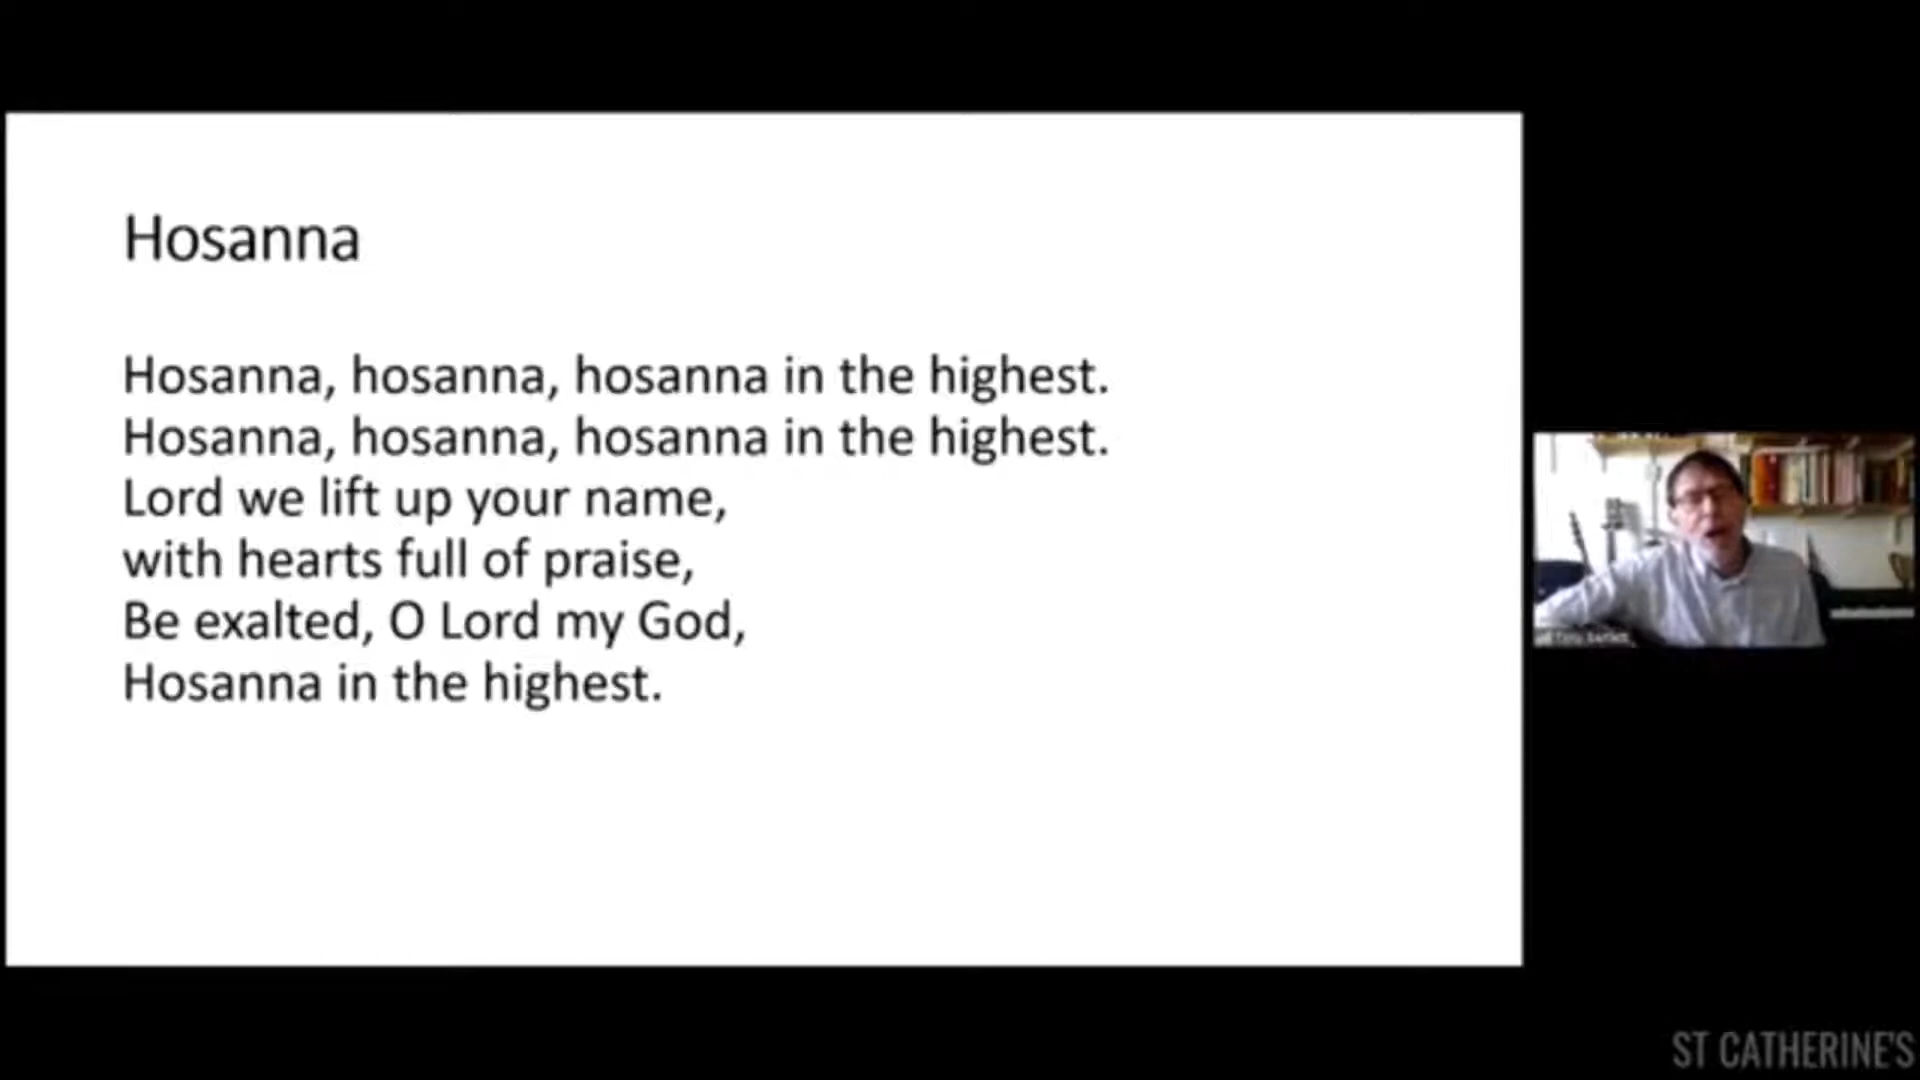 Hosanna
Hosanna, hosanna, hosanna in the highest.
Hosanna, hosanna, hosanna in the highest.
Lord we lift up your name,
with hearts full of praise,
Be exalted, O Lord my God,
Hosanna in the highest.
ST CATHERINE'S